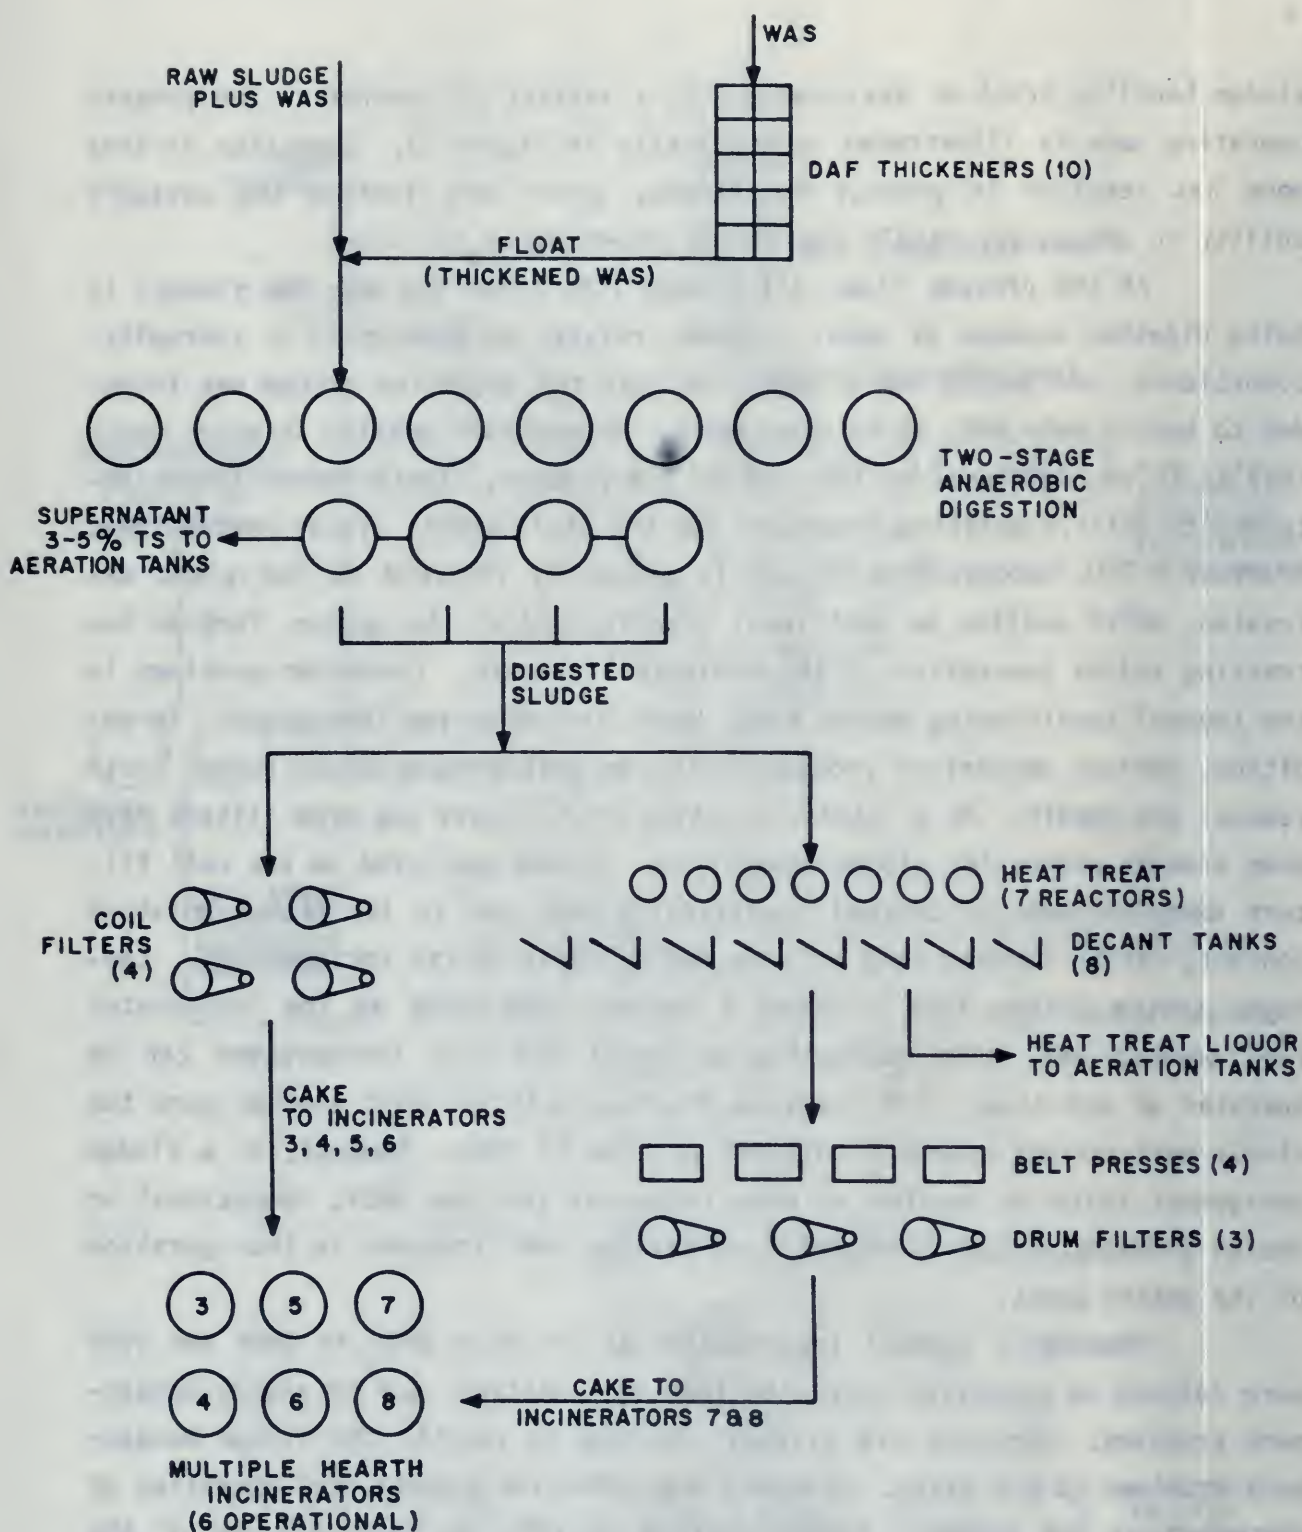 WAS
RAW SLUDGE
PLUS WAS
DAF THICKENERS (10)
FLOAT
(THICKENED WAS)
TWO-STAGE
ANAEROBIC
DIGESTION
SUPERNATANT
3-5% TS TO
AERATION TANKS
DIGESTED
SLUDGE
HEAT TREAT
(7 REACTORS)
COIL
FILTERS
(4)
DECANT TANKS
(8)
HEAT TREAT LIQUOR
TO AERATION TANKS
CAKE
TO INCINERATORS
3, 4, 5, 6
BELT PRESSES (4)
DRUM FILTERS (3)
3 5 7
4 6 8
CAKE TO
INCINERATORS 7&8
MULTIPLE HEARTH
INCINERATORS
(6 OPERATIONAL)